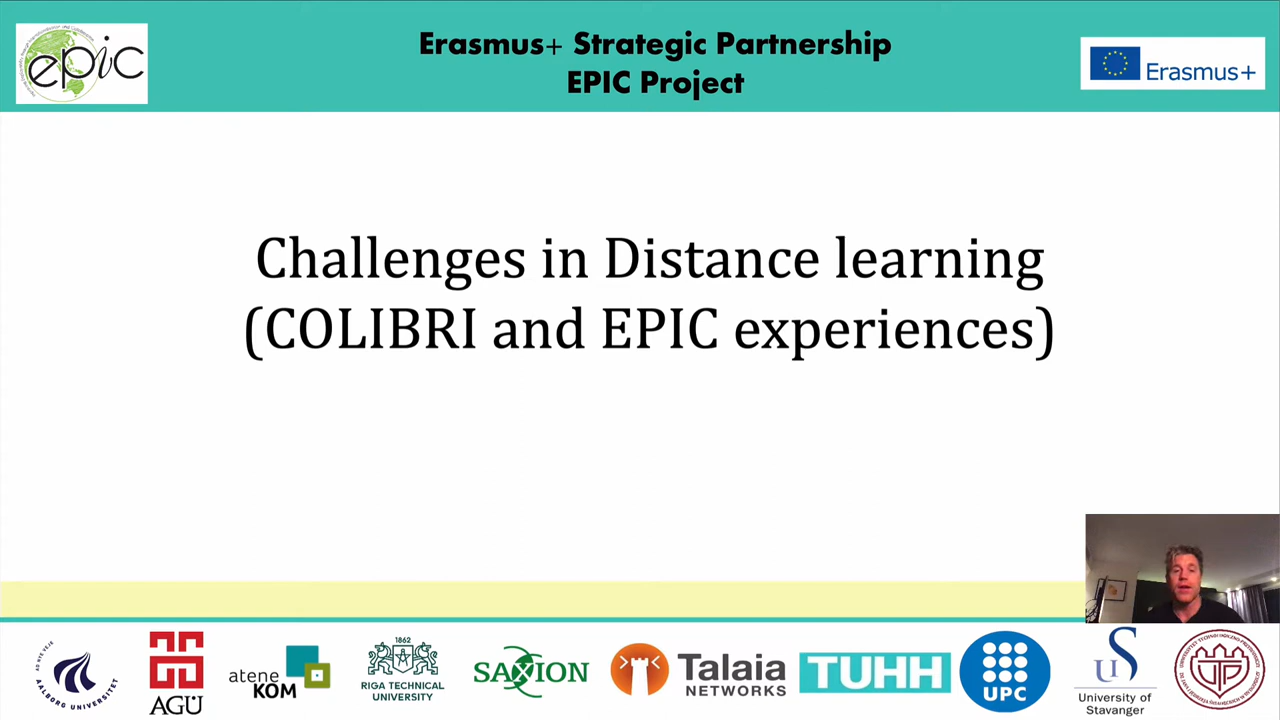 epic
Erasmus+ Strategic Partnership
EPIC Project
Erasmus+
Challenges in Distance learning
(COLIBRI and EPIC experiences)
AALBORG UNIVERSITET
AGÜ
atene
KOM
1862
RIGA TECHNICAL
UNIVERSITY
SAXION
Talaia
NETWORKS
TUHH
UPC
uS
University of
Stavanger